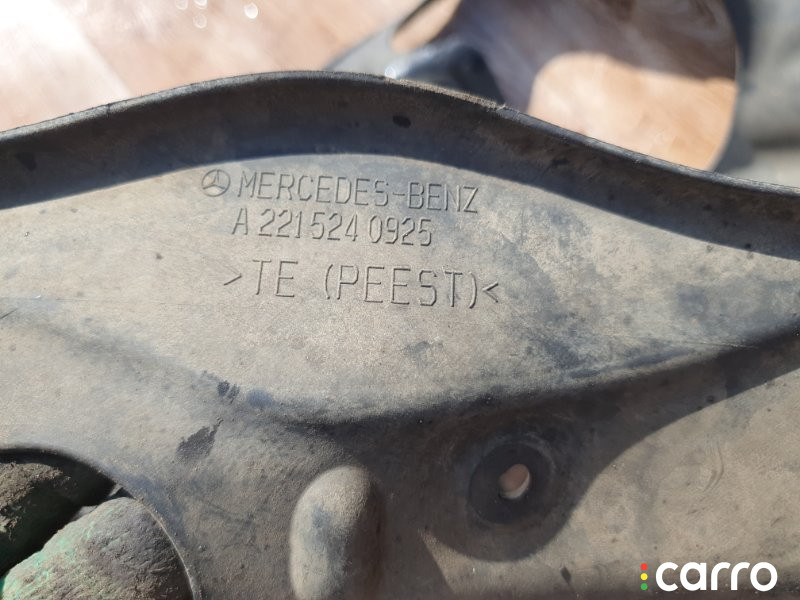 MERCEDES-BENZ
A 221 524 0925
>TE (PEEST)<
carro